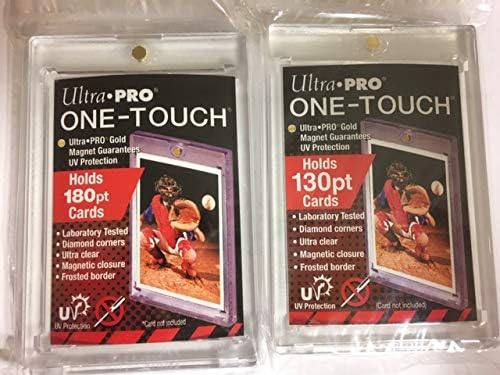 Ultra•PRO®
ONE-TOUCH®
Ultra•PRO® Gold
Magnet Guarantees
UV Protection
Holds
180pt
Cards
• Laboratory Tested
• Diamond corners
• Ultra clear
• Magnetic closure
• Frosted border
UV
UV Protection
*Card not included
Ultra•PRO®
ONE-TOUCH®
Ultra•PRO® Gold
Magnet Guarantees
UV Protection
Holds
130pt
Cards
• Laboratory Tested
• Diamond corners
• Ultra clear
• Magnetic closure
• Frosted border
UV
UV Protection
(Card not included)